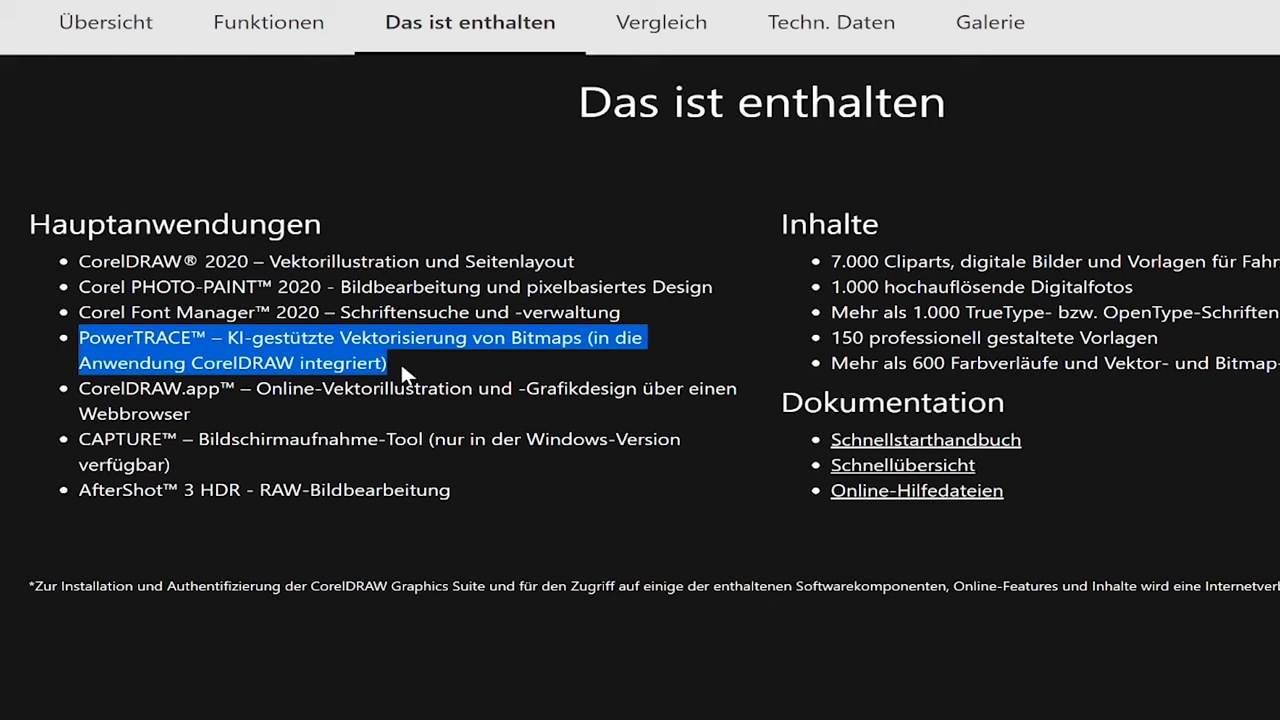 Übersicht Funktionen Das ist enthalten Vergleich Techn. Daten Galerie
Das ist enthalten
Hauptanwendungen
• CorelDRAW® 2020 – Vektorillustration und Seitenlayout
• Corel PHOTO-PAINT™ 2020 - Bildbearbeitung und pixelbasiertes Design
• Corel Font Manager™ 2020 – Schriftensuche und -verwaltung
• PowerTRACE™ – KI-gestützte Vektorisierung von Bitmaps (in die
Anwendung CorelDRAW integriert)
• CorelDRAW.app™ – Online-Vektorillustration und -Grafikdesign über einen
Webbrowser
• CAPTURE™ – Bildschirmaufnahme-Tool (nur in der Windows-Version
verfügbar)
• AfterShot™ 3 HDR - RAW-Bildbearbeitung
Inhalte
• 7.000 Cliparts, digitale Bilder und Vorlagen für Fahr
• 1.000 hochauflösende Digitalfotos
• Mehr als 1.000 TrueType- bzw. OpenType-Schriften
• 150 professionell gestaltete Vorlagen
• Mehr als 600 Farbverläufe und Vektor- und Bitmap-
Dokumentation
• Schnellstarthandbuch
• Schnellübersicht
• Online-Hilfedateien
*Zur Installation und Authentifizierung der CorelDRAW Graphics Suite und für den Zugriff auf einige der enthaltenen Softwarekomponenten, Online-Features und Inhalte wird eine Internetverb